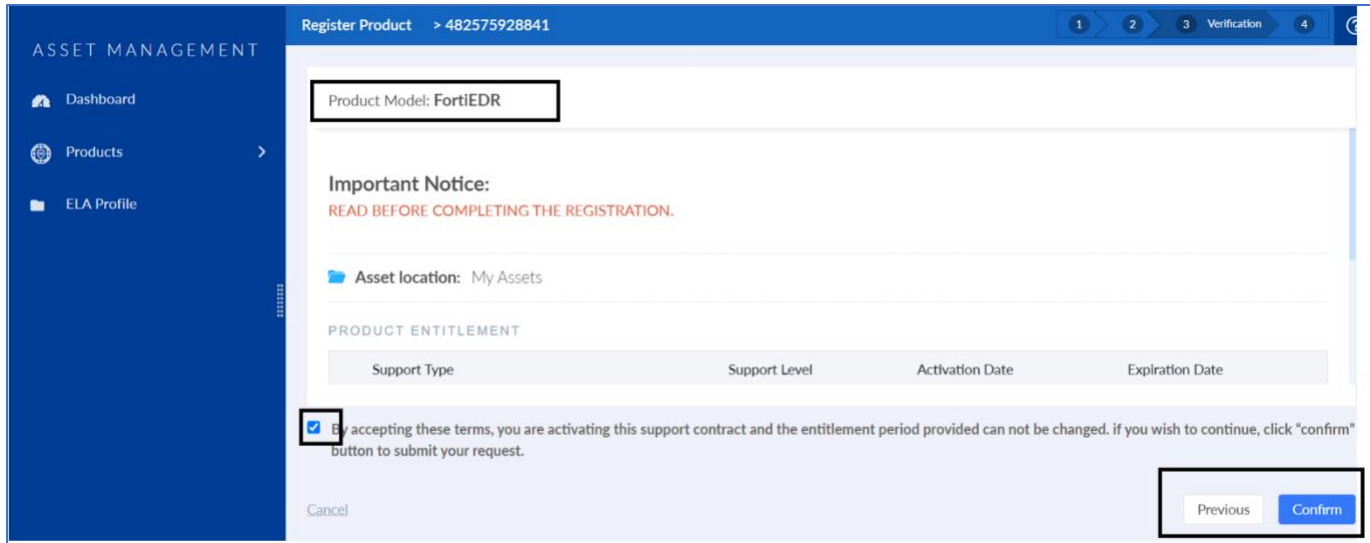 Register Product > 482575928841
1 2 3 Verification 4 ?
ASSET MANAGEMENT
Dashboard
Products
ELA Profile
Product Model: FortiEDR
Important Notice:
READ BEFORE COMPLETING THE REGISTRATION.
Asset location: My Assets
PRODUCT ENTITLEMENT
Support Type Support Level Activation Date Expiration Date
By accepting these terms, you are activating this support contract and the entitlement period provided can not be changed. if you wish to continue, click “confirm”
button to submit your request.
Cancel Previous Confirm